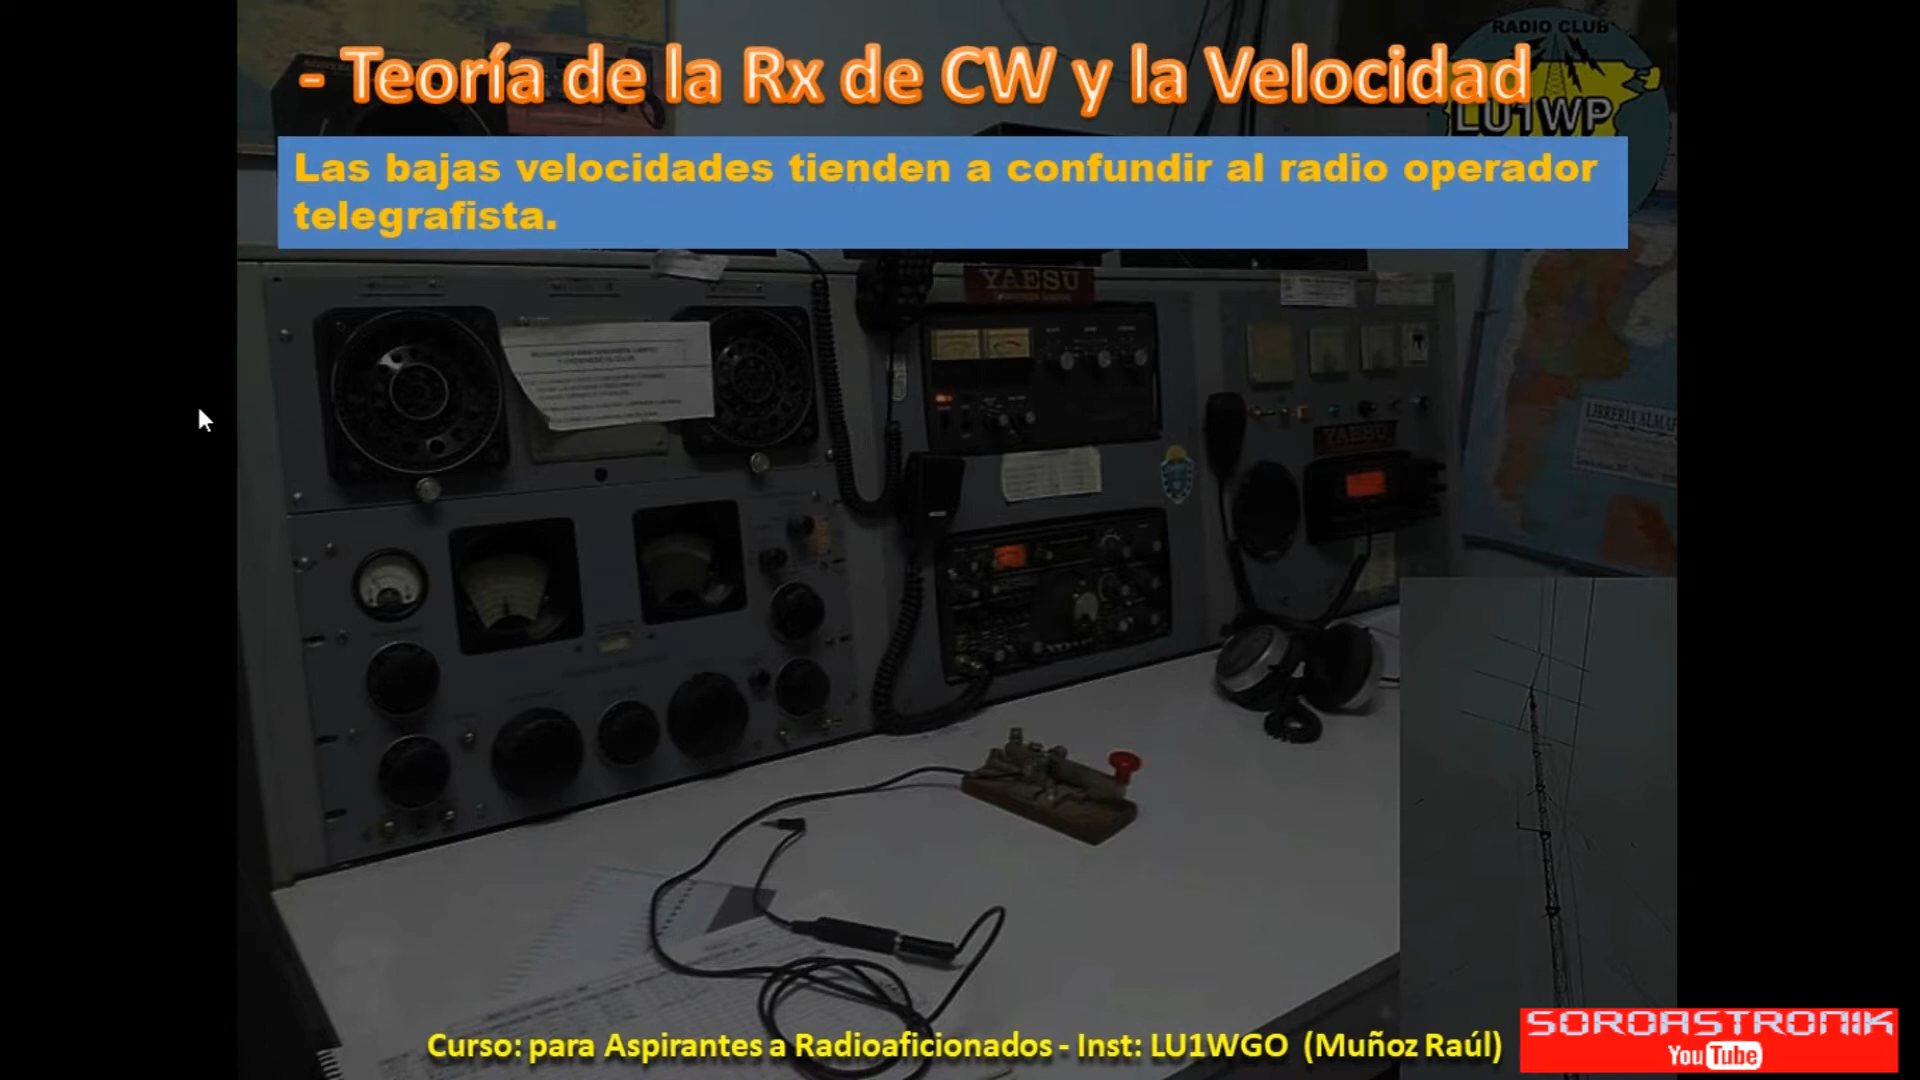 RADIO CLUB
- Teoría de la Rx de CW y la Velocidad
LU1WP
Las bajas velocidades tienden a confundir al radio operador
telegrafista.
YAESU
YAESU
LIBRERÍA
Curso: para Aspirantes a Radioaficionados - Inst: LU1WGO (Muñoz Raúl)
SOROASTRONIK
YouTube